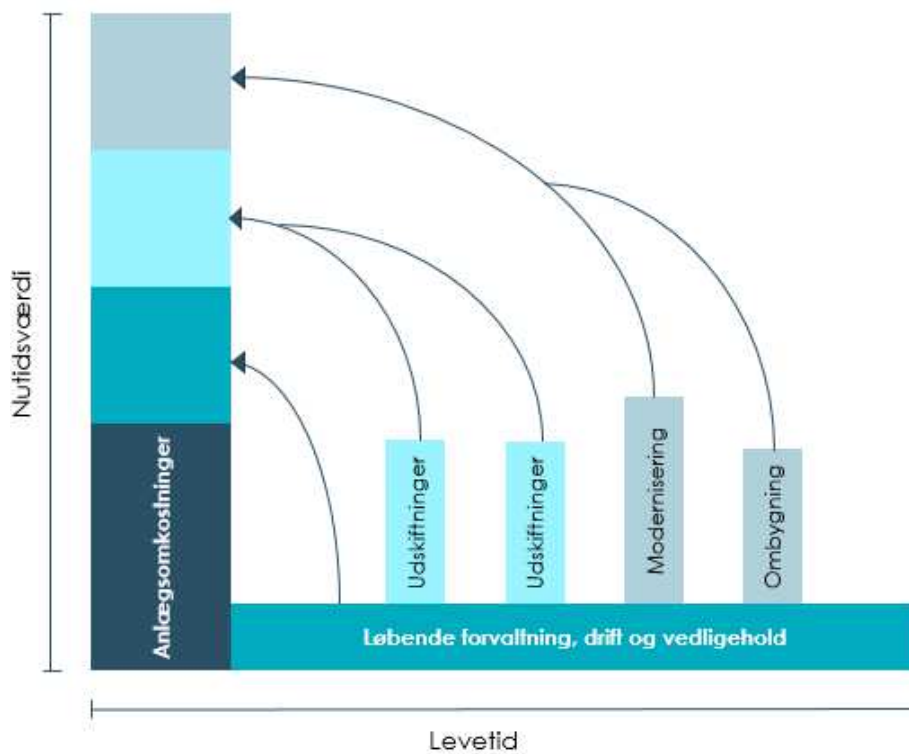 Nutidsværdi
Anlægsomkostninger
Udskiftninger
Udskiftninger
Modernisering
Ombygning
Løbende forvaltning, drift og vedligehold
Levetid